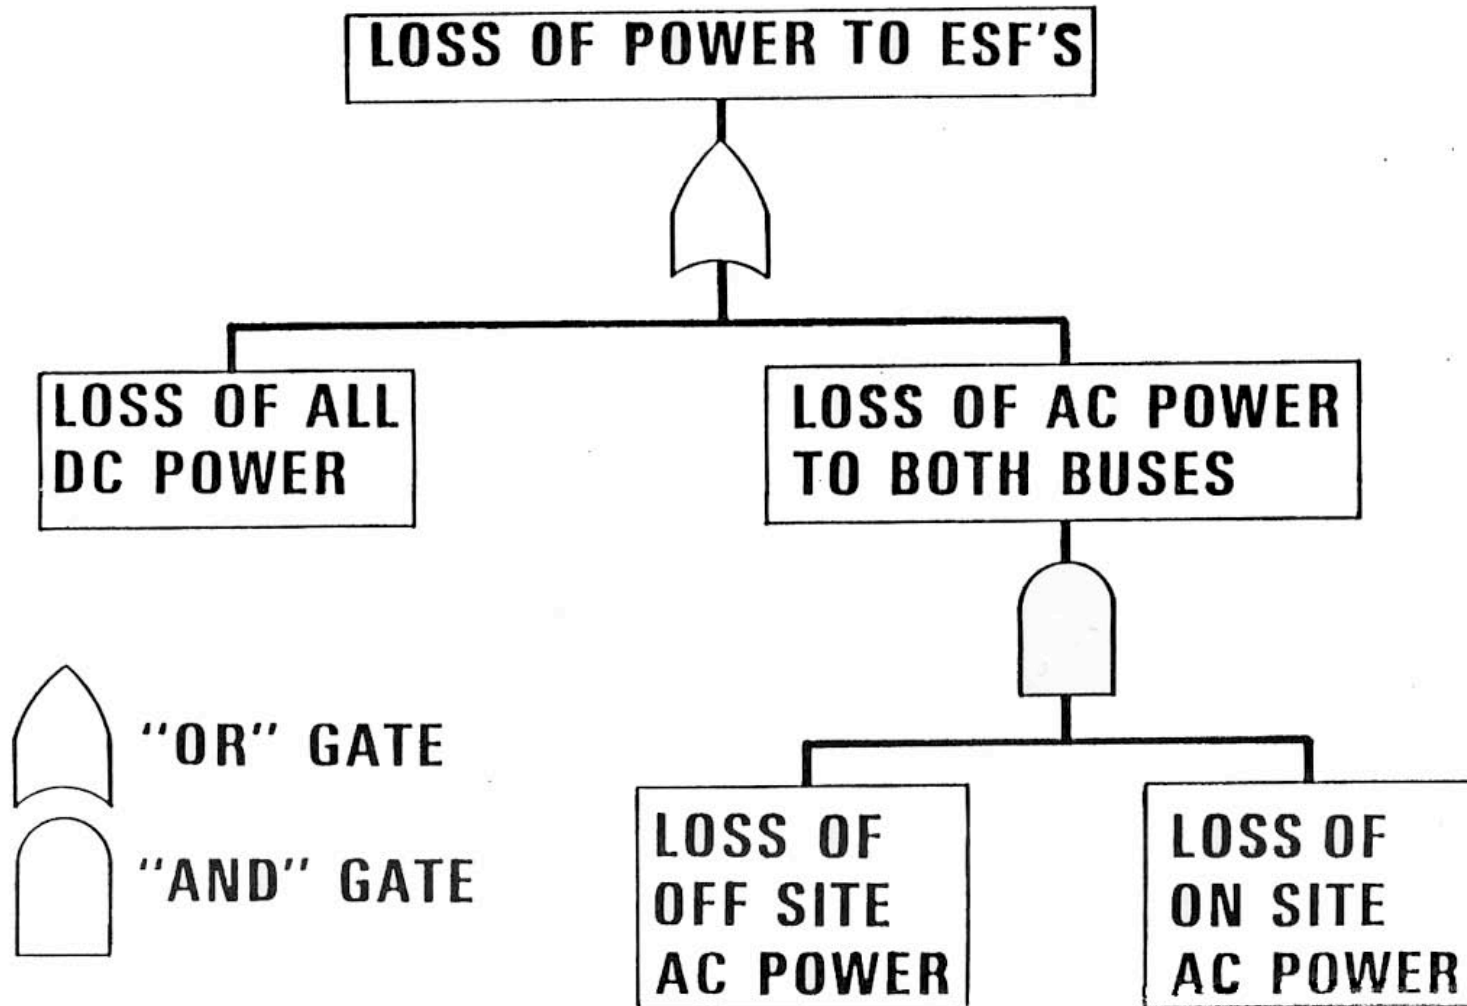 LOSS OF POWER TO ESF'S
LOSS OF ALL
DC POWER
LOSS OF AC POWER
TO BOTH BUSES
"OR" GATE
"AND" GATE
LOSS OF
OFF SITE
AC POWER
LOSS OF
ON SITE
AC POWER